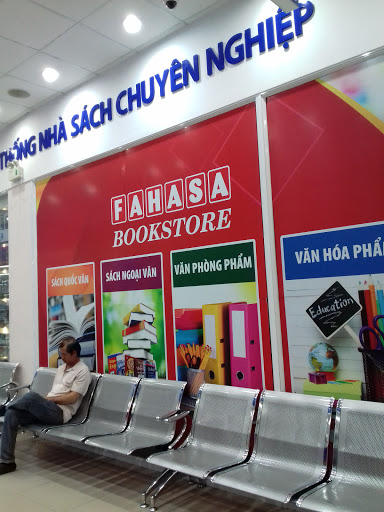 THỐNG NHÀ SÁCH CHUYÊN NGHIỆP
FAHASA
BOOKSTORE
SÁCH QUỐC VĂN
SÁCH NGOẠI VĂN
VĂN PHÒNG PHẨM
VĂN HÓA PHẨ
Education